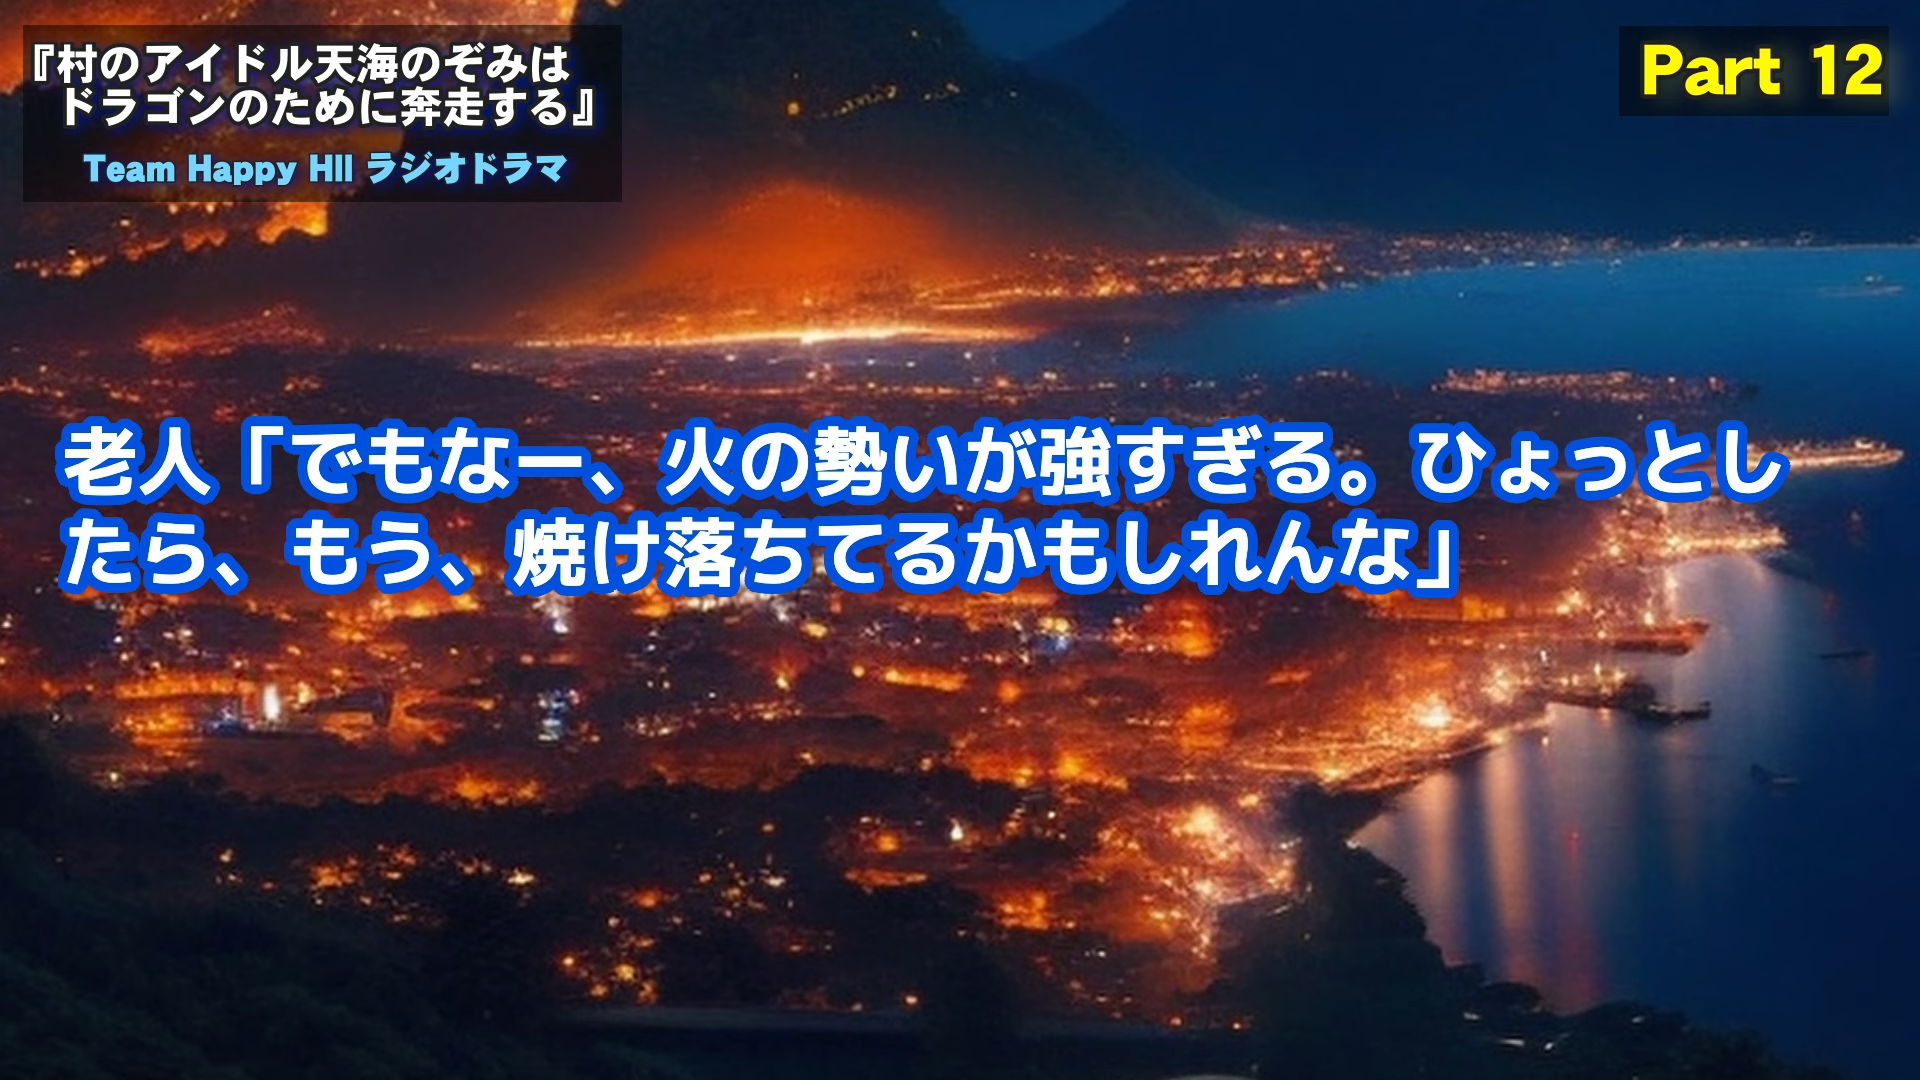 『村のアイドル天海のぞみは
ドラゴンのために奔走する』
Team Happy HIl ラジオドラマ
Part 12
老人「でもなー、火の勢いが強すぎる。ひょっとし
たら、もう、焼け落ちてるかもしれんな」